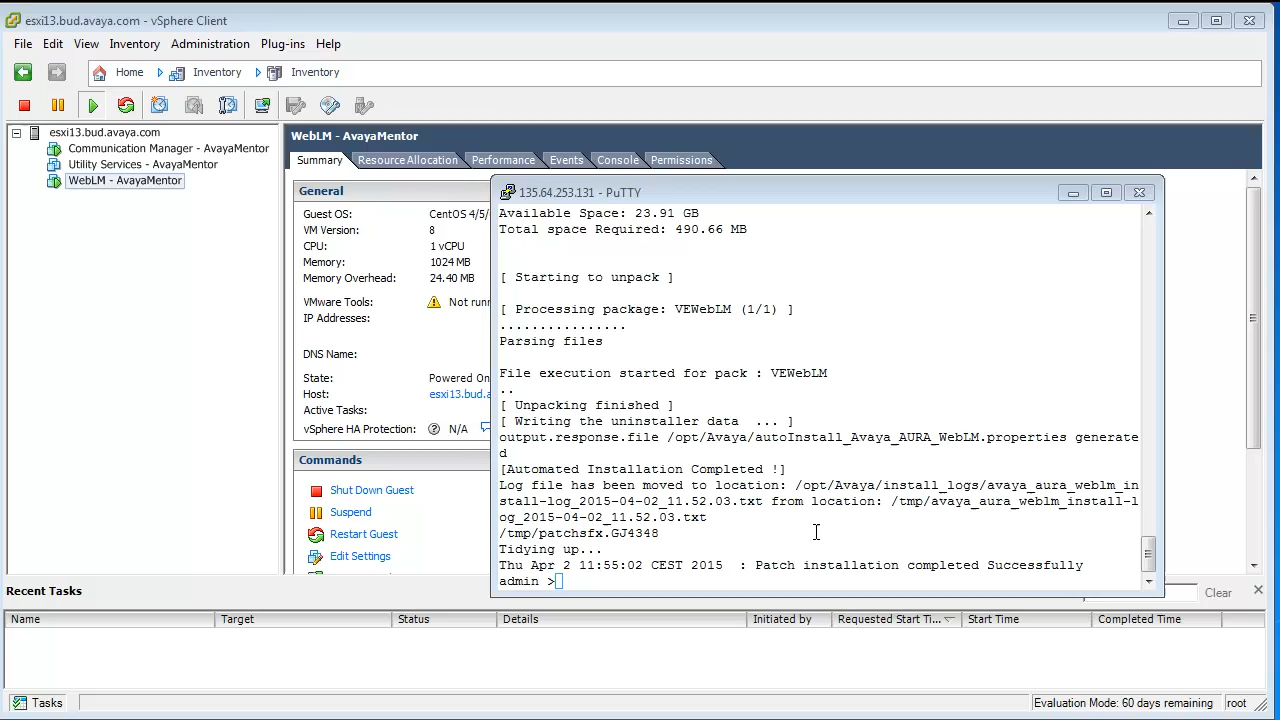 esxi13.bud.avaya.com - vSphere Client
File Edit View Inventory Administration Plug-ins Help
Home Inventory Inventory
esxi13.bud.avaya.com
Communication Manager - AvayaMentor
Utility Services - AvayaMentor
WebLM - AvayaMentor
WebLM - AvayaMentor
Summary Resource Allocation Performance Events Console Permissions
General
Guest OS: CentOS 4/5/
VM Version: 8
CPU: 1 vCPU
Memory: 1024 MB
Memory Overhead: 24.40 MB
VMware Tools: Not runn
IP Addresses:
DNS Name:
State: Powered On
Host: esxi13.bud.a
Active Tasks:
vSphere HA Protection: N/A
Commands
Shut Down Guest
Suspend
Restart Guest
Edit Settings
135.64.253.131 - PuTTY
Available Space: 23.91 GB
Total space Required: 490.66 MB
[ Starting to unpack ]
[ Processing package: VEWebLM (1/1) ]
................
Parsing files
File execution started for pack : VEWebLM
..
[ Unpacking finished ]
[ Writing the uninstaller data  ... ]
output.response.file /opt/Avaya/autoInstall_Avaya_AURA_WebLM.properties generate
d
[Automated Installation Completed !]
Log file has been moved to location: /opt/Avaya/install_logs/avaya_aura_weblm_in
stall-log_2015-04-02_11.52.03.txt from location: /tmp/avaya_aura_weblm_install-l
og_2015-04-02_11.52.03.txt
/tmp/patchsfx.GJ4348
Tidying up...
Thu Apr 2 11:55:02 CEST 2015  : Patch installation completed Successfully
admin >
Recent Tasks
Clear
Name Target Status Details Initiated by Requested Start Ti... Start Time Completed Time
Tasks
Evaluation Mode: 60 days remaining root